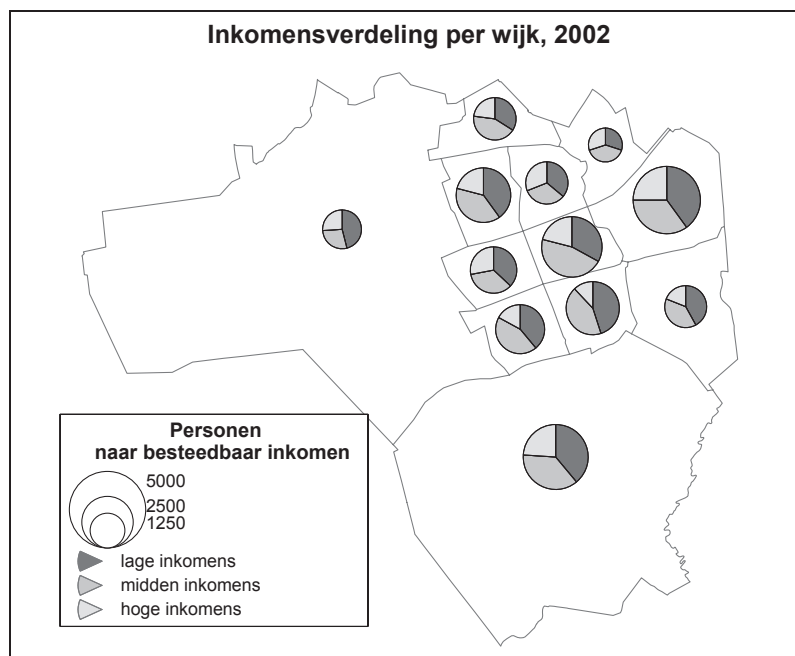 Inkomensverdeling per wijk, 2002
Personen
naar besteedbaar inkomen
5000
2500
1250
lage inkomens
midden inkomens
hoge inkomens